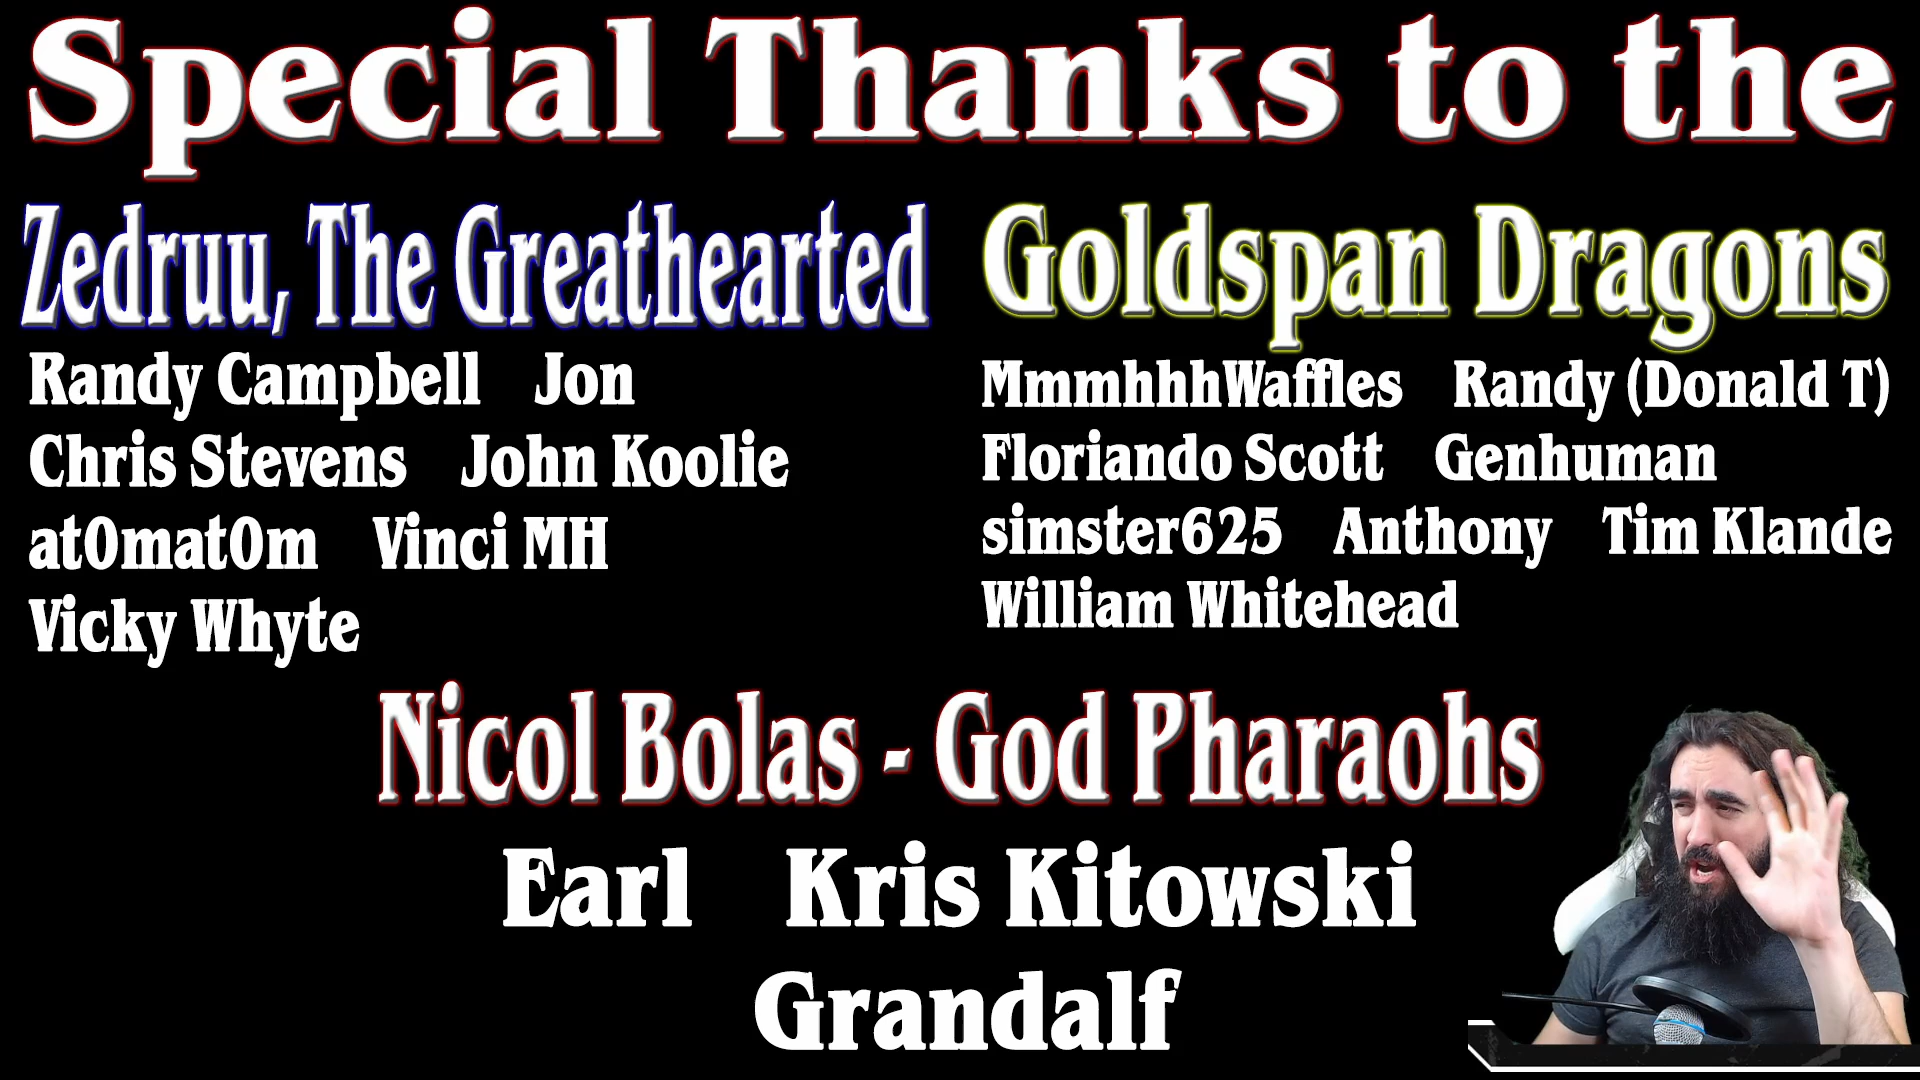 Special Thanks to the
Zedruu, The Greathearted
Randy Campbell Jon
Chris Stevens John Koolie
at0mat0m Vinci MH
Vicky Whyte
Goldspan Dragons
MmmhhhWaffles Randy (Donald T)
Floriando Scott Genhuman
simster625 Anthony Tim Klande
William Whitehead
Nicol Bolas - God Pharaohs
Earl Kris Kitowski
Grandalf